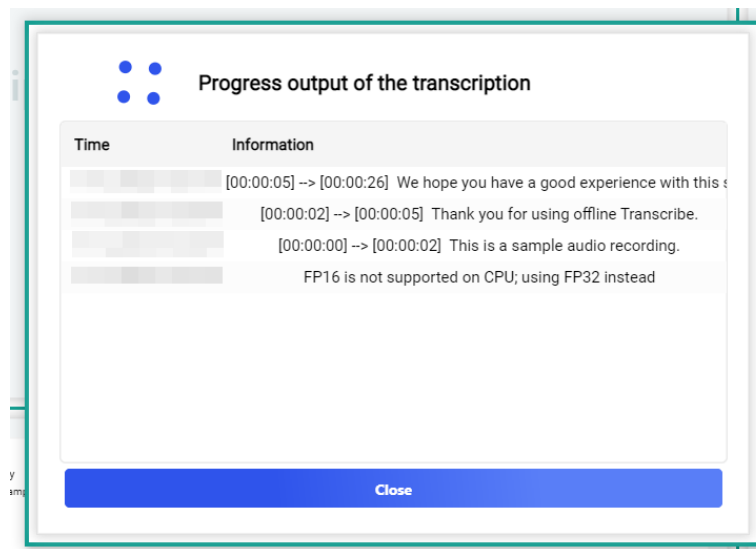 Progress output of the transcription
Time Information
[00:00:05] --> [00:00:26] We hope you have a good experience with this s
[00:00:02] --> [00:00:05] Thank you for using offline Transcribe.
[00:00:00] --> [00:00:02] This is a sample audio recording.
FP16 is not supported on CPU; using FP32 instead
y
amp
Close